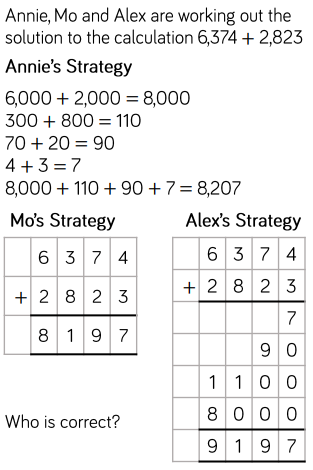 Annie, Mo and Alex are working out the
solution to the calculation 6,374 + 2,823
Annie's Strategy
6,000 + 2,000 = 8,000
300 + 800 = 110
70 + 20 = 90
4 + 3 = 7
8,000 + 110 + 90 + 7 = 8,207
Mo's Strategy
6 3 7 4
+ 2 8 2 3
8 1 9 7
Alex's Strategy
6 3 7 4
+ 2 8 2 3
7
9 0
1 1 0 0
8 0 0 0
9 1 9 7
Who is correct?